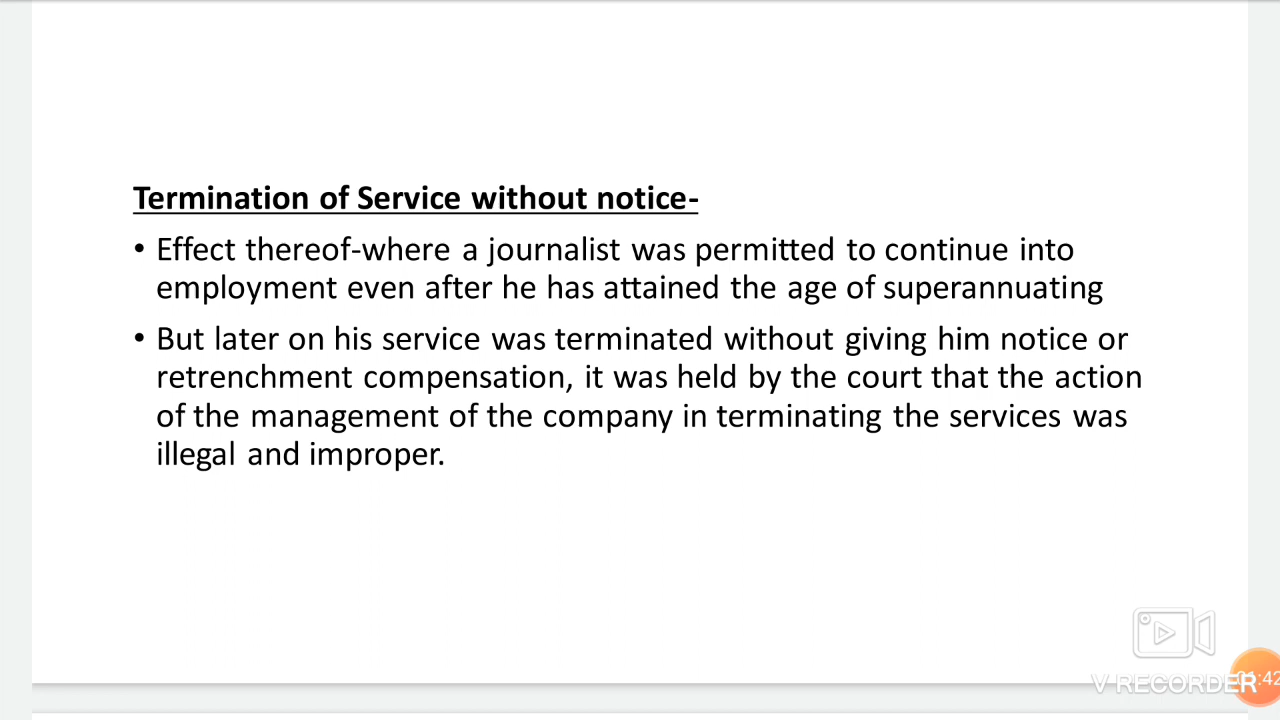 Termination of Service without notice-
• Effect thereof-where a journalist was permitted to continue into
employment even after he has attained the age of superannuating
• But later on his service was terminated without giving him notice or
retrenchment compensation, it was held by the court that the action
of the management of the company in terminating the services was
illegal and improper.
V RECORDER
01:42